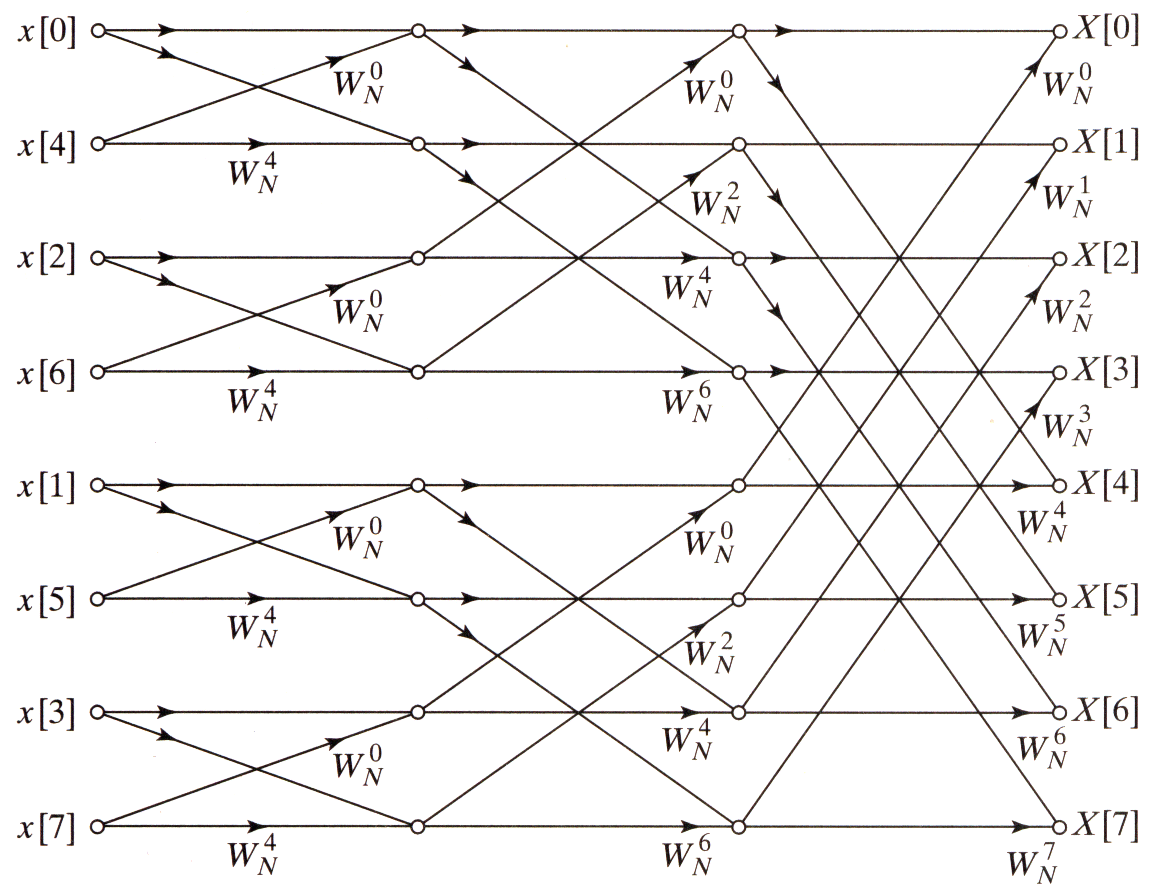 x[0] X[0]
W_N^0 W_N^0 W_N^0
x[4] X[1]
W_N^4 W_N^2 W_N^1
x[2] X[2]
W_N^0 W_N^4 W_N^2
x[6] X[3]
W_N^4 W_N^6 W_N^3
x[1] X[4]
W_N^0 W_N^0 W_N^4
x[5] X[5]
W_N^4 W_N^2 W_N^5
x[3] X[6]
W_N^0 W_N^4 W_N^6
x[7] X[7]
W_N^4 W_N^6 W_N^7